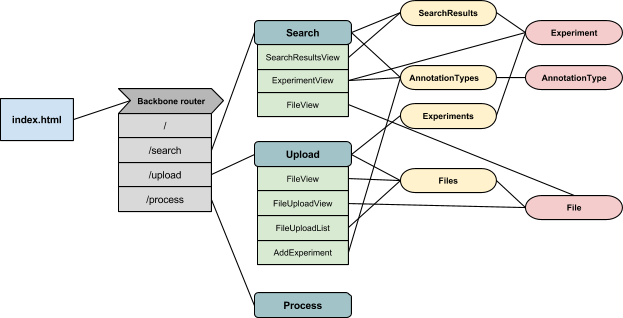 index.html
Backbone router
/
/search
/upload
/process
Search
SearchResultsView
ExperimentView
FileView
Upload
FileView
FileUploadView
FileUploadList
AddExperiment
Process
SearchResults
AnnotationTypes
Experiments
Files
Experiment
AnnotationType
File